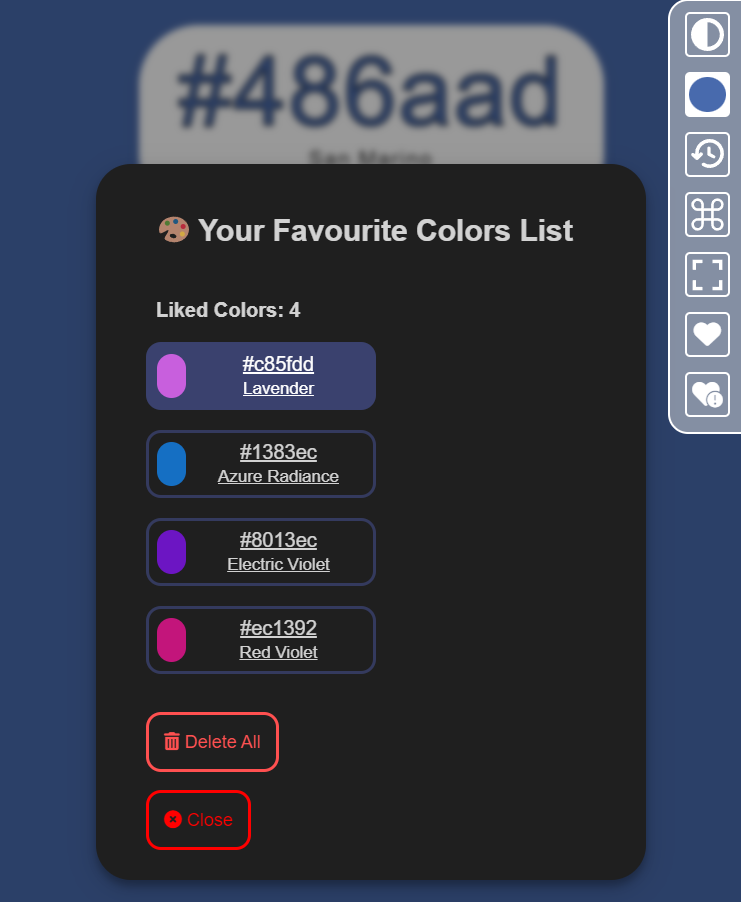 #486aad
San Marino
Your Favourite Colors List
Liked Colors: 4
#c85fdd
Lavender
#1383ec
Azure Radiance
#8013ec
Electric Violet
#ec1392
Red Violet
Delete All
Close